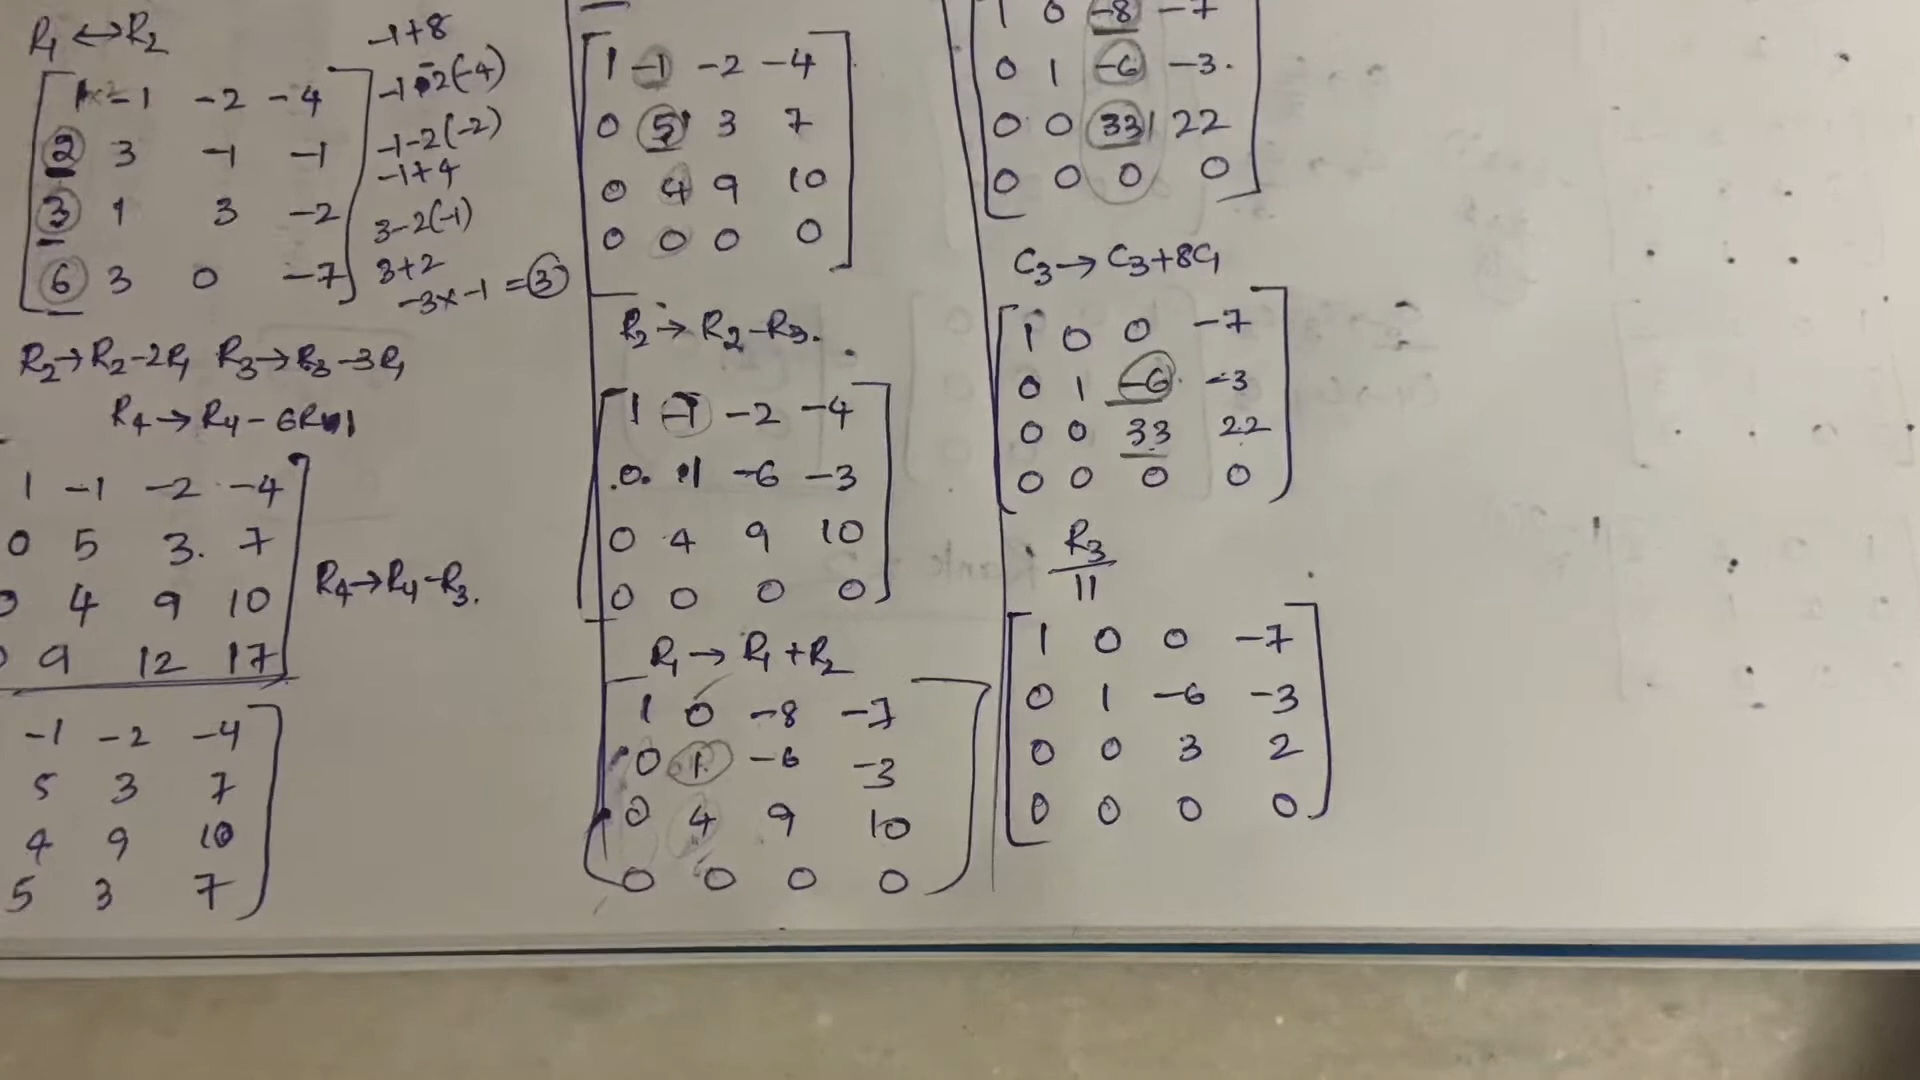 R1 ↔ R2
1 -1 -2 -4
2 3 -1 -1
3 1 3 -2
6 3 0 -7
-1+8
-1-2(-4)
-1-2(-2)
-1+4
3-2(-1)
3+2
-3x-1 = 3
R2→R2-2R1 R3→R3-3R1
R4→R4-6R1
1 -1 -2 -4
0 5 3. 7
0 4 9 10
9 12 17
R4→R4-R3.
-1 -2 -4
5 3 7
4 9 10
5 3 7
1 -1 -2 -4
0 5 3 7
0 4 9 10
0 0 0 0
R2→R2-R3.
1 -1 -2 -4
0 1 -6 -3
0 4 9 10
0 0 0 0
R1→R1+R2
1 0 -8 -7
0 1 -6 -3
0 4 9 10
0 0 0 0
1 0 -8 -7
0 1 -6 -3
0 0 33 22
0 0 0 0
C3→C3+8C1
1 0 0 -7
0 1 -6 -3
0 0 33 22
0 0 0 0
R3
11
1 0 0 -7
0 1 -6 -3
0 0 3 2
0 0 0 0